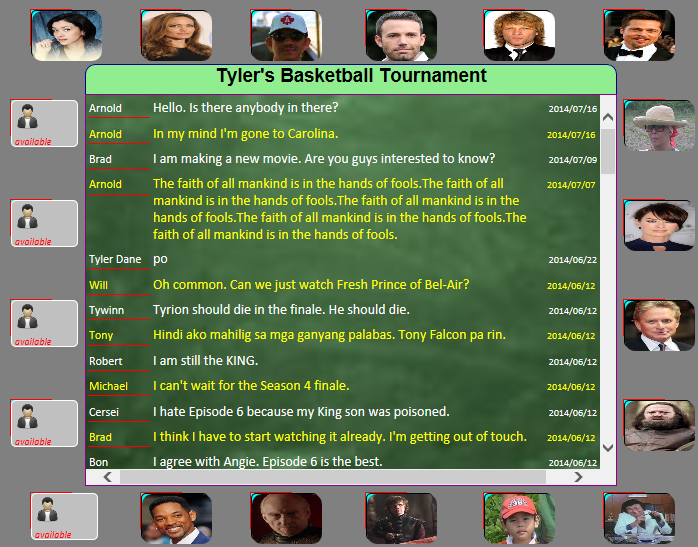 Tyler's Basketball Tournament
Arnold Hello. Is there anybody in there? 2014/07/16
Arnold In my mind I'm gone to Carolina. 2014/07/16
Brad I am making a new movie. Are you guys interested to know? 2014/07/09
Arnold The faith of all mankind is in the hands of fools.The faith of all 2014/07/07
mankind is in the hands of fools.The faith of all mankind is in the
hands of fools.The faith of all mankind is in the hands of fools.The
faith of all mankind is in the hands of fools.
Tyler Dane po 2014/06/22
Will Oh common. Can we just watch Fresh Prince of Bel-Air? 2014/06/12
Tywinn Tyrion should die in the finale. He should die. 2014/06/12
Tony Hindi ako mahilig sa mga ganyang palabas. Tony Falcon pa rin. 2014/06/12
Robert I am still the KING. 2014/06/12
Michael I can't wait for the Season 4 finale. 2014/06/12
Cersei I hate Episode 6 because my King son was poisoned. 2014/06/12
Brad I think I have to start watching it already. I'm getting out of touch. 2014/06/12
Bon I agree with Angie. Episode 6 is the best. 2014/06/12
available
available
available
available
available